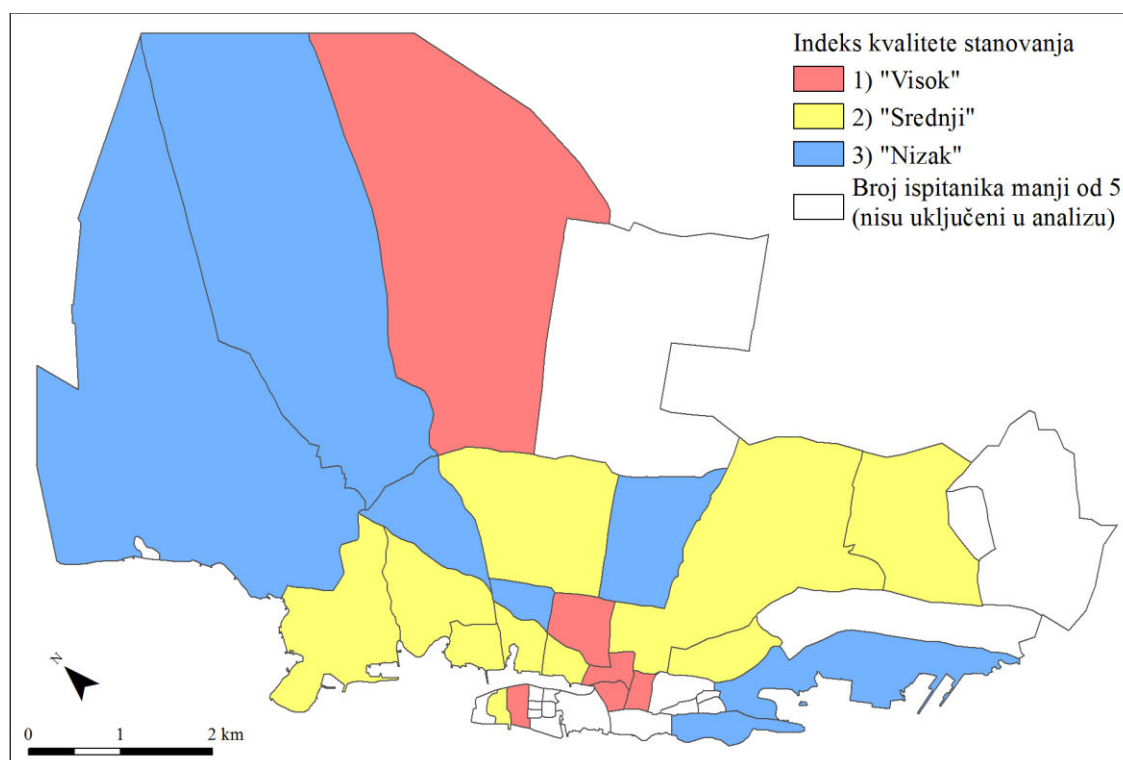 Indeks kvalitete stanovanja
1) "Visok"
2) "Srednji"
3) "Nizak"
Broj ispitanika manji od 5
(nisu uključeni u analizu)
N
0 1 2 km